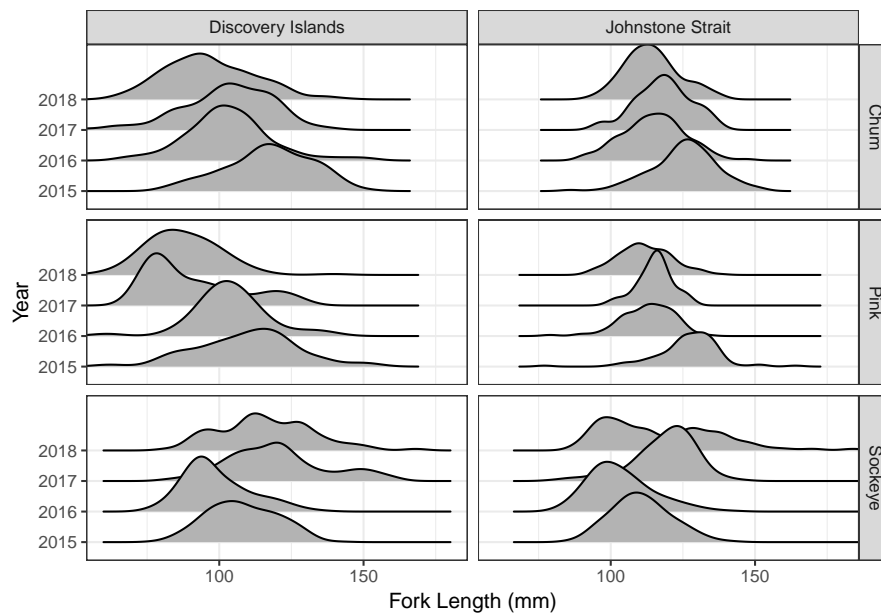 Discovery Islands
Johnstone Strait
2018
2017
2016
2015
Chum
2018
2017
2016
2015
Pink
2018
2017
2016
2015
Sockeye
Year
100
150
100
150
Fork Length (mm)